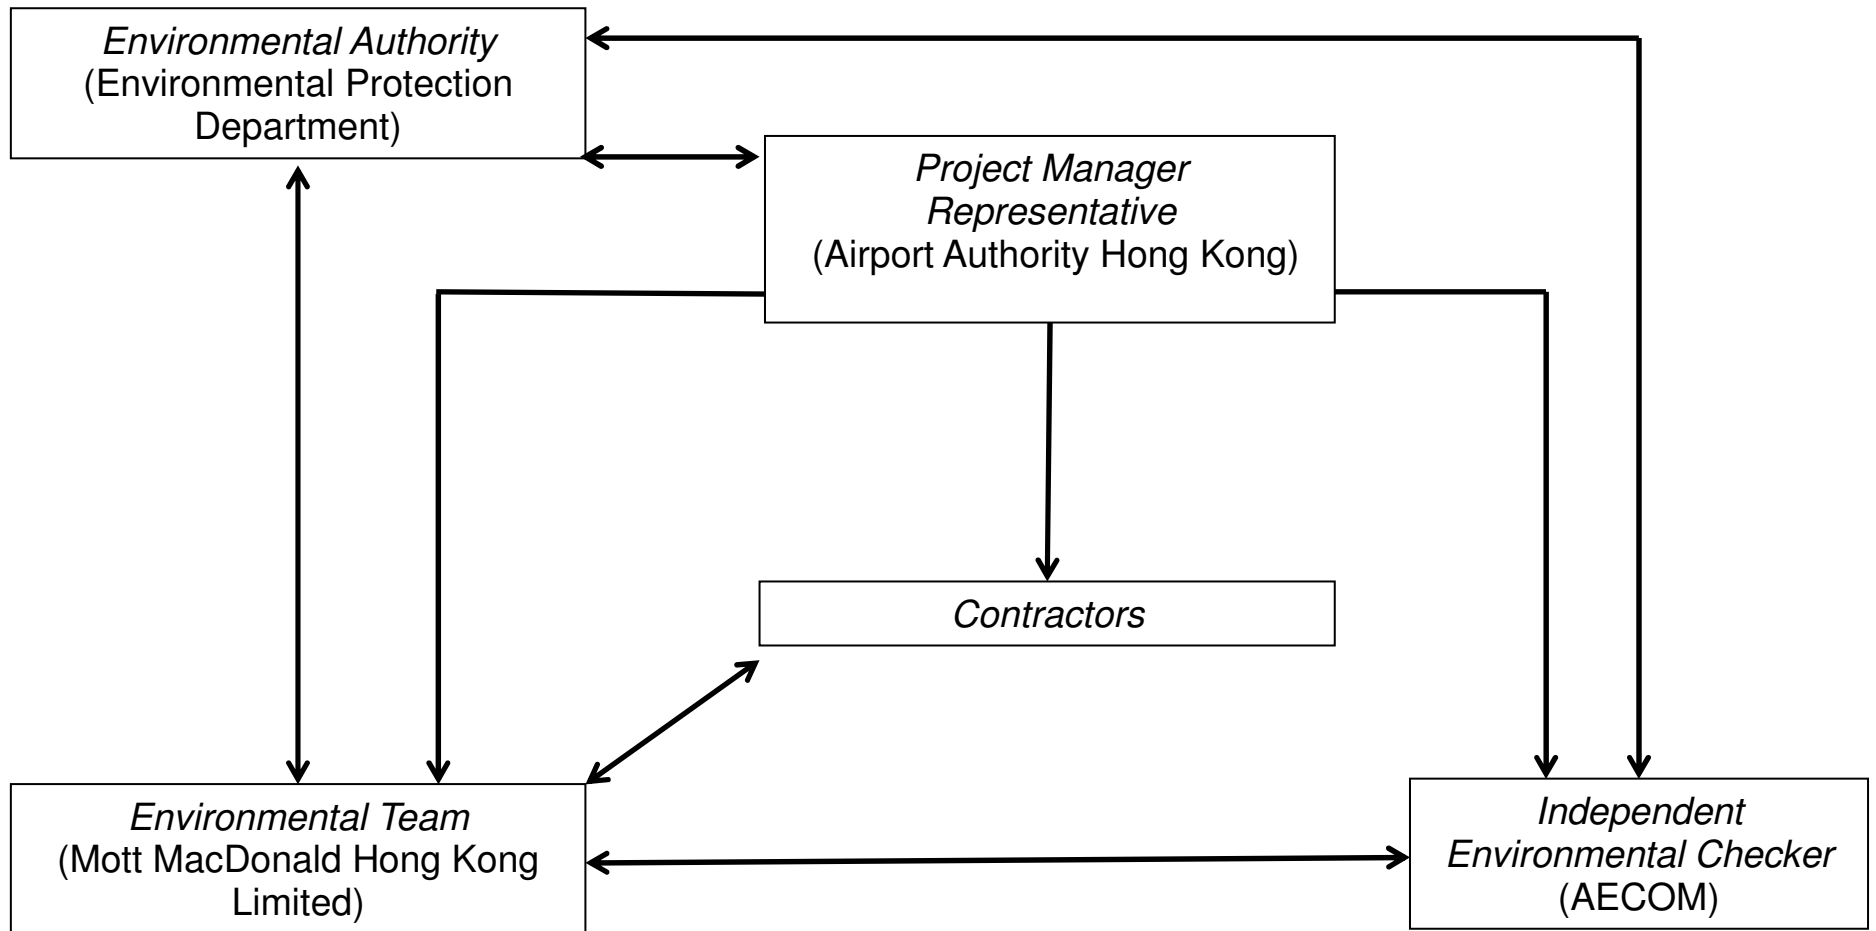 Environmental Authority
(Environmental Protection
Department)
Project Manager
Representative
(Airport Authority Hong Kong)
Contractors
Environmental Team
(Mott MacDonald Hong Kong
Limited)
Independent
Environmental Checker
(AECOM)